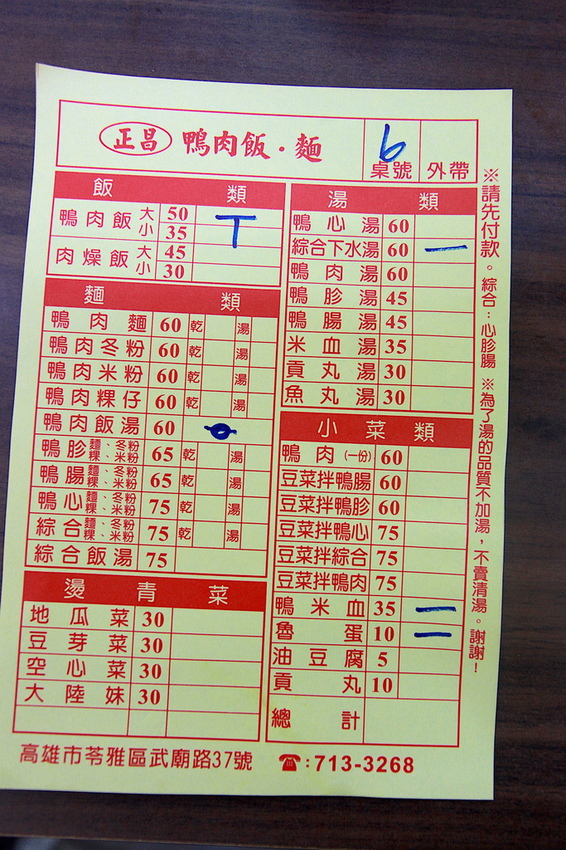 正昌 鴨肉飯・麵
6
桌號 外帶
飯類
鴨肉飯 大 50 丅
小 35
肉燥飯 大 45
小 30
麵類
鴨肉麵 60 乾 湯
鴨肉冬粉 60 乾 湯
鴨肉米粉 60 乾 湯
鴨肉粿仔 60 乾 湯
鴨肉飯湯 60
鴨胗 麵、冬粉 粿、米粉 65 乾 湯
鴨腸 麵、冬粉 粿、米粉 65 乾 湯
鴨心 麵、冬粉 粿、米粉 75 乾 湯
綜合 麵、冬粉 粿、米粉 75 乾 湯
綜合飯湯 75
燙青菜
地瓜菜 30
豆芽菜 30
空心菜 30
大陸妹 30
湯類
鴨心湯 60
綜合下水湯 60 一
鴨肉湯 60
鴨胗湯 45
鴨腸湯 45
米血湯 35
貢丸湯 30
魚丸湯 30
小菜類
鴨肉(一份) 60
豆菜拌鴨腸 60
豆菜拌鴨胗 60
豆菜拌鴨心 75
豆菜拌綜合 75
豆菜拌鴨肉 75
鴨米血 35 一
魯蛋 10 一
油豆腐 5
貢丸 10
總計
※請先付款。綜合：心胗腸 ※為了湯的品質不加湯，不賣清湯。謝謝！
高雄市苓雅區武廟路37號 ☎:713-3268